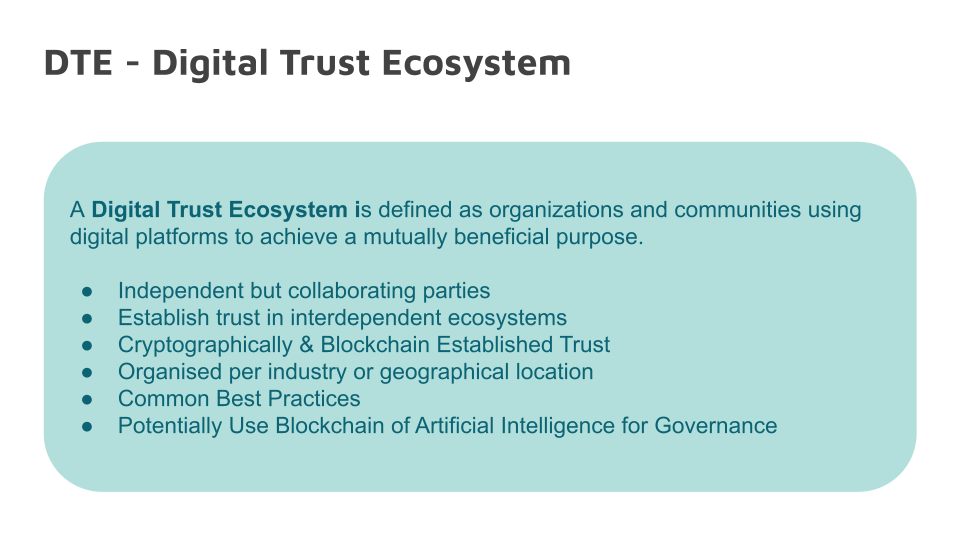 DTE - Digital Trust Ecosystem
A Digital Trust Ecosystem is defined as organizations and communities using
digital platforms to achieve a mutually beneficial purpose.
● Independent but collaborating parties
● Establish trust in interdependent ecosystems
● Cryptographically & Blockchain Established Trust
● Organised per industry or geographical location
● Common Best Practices
● Potentially Use Blockchain of Artificial Intelligence for Governance